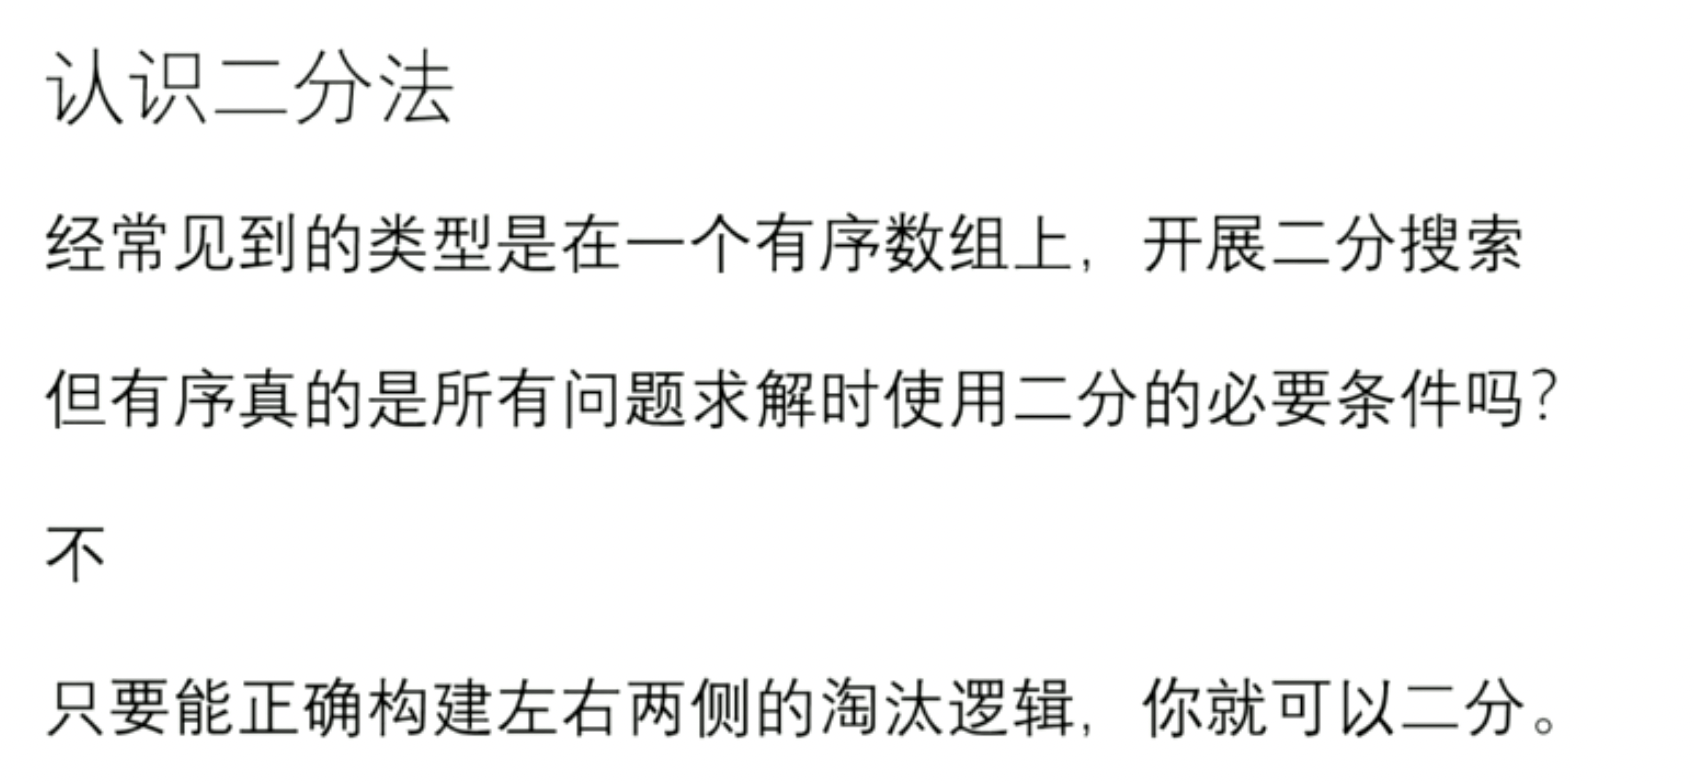 认识二分法
经常见到的类型是在一个有序数组上，开展二分搜索
但有序真的是所有问题求解时使用二分的必要条件吗？
不
只要能正确构建左右两侧的淘汰逻辑，你就可以二分。